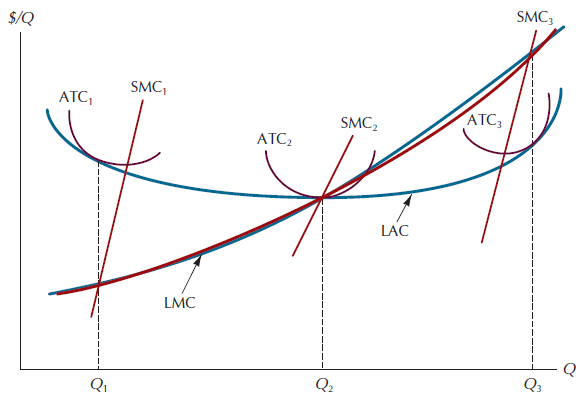 $/Q
SMC3
SMC1
ATC1
SMC2
ATC3
ATC2
LAC
LMC
Q
Q1
Q2
Q3